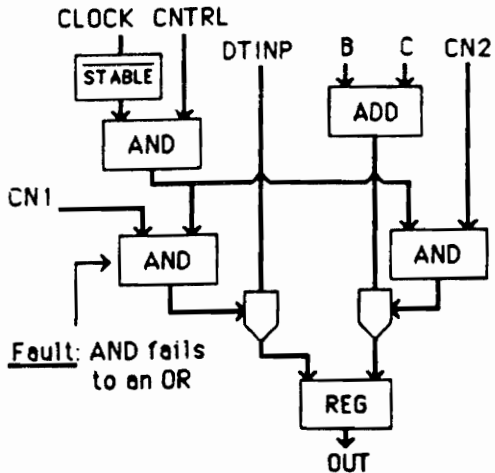 CLOCK CNTRL
DTINP
B
C
CN2
STABLE
ADD
AND
CN1
AND
AND
Fault: AND fails
to an OR
REG
OUT